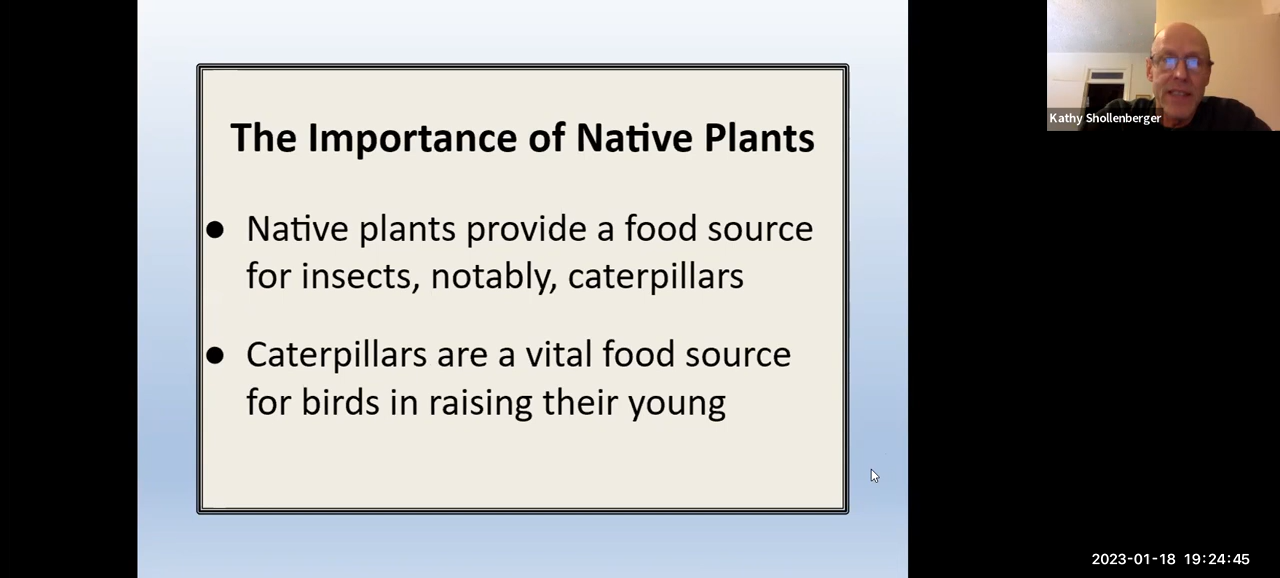 The Importance of Native Plants
● Native plants provide a food source
for insects, notably, caterpillars
● Caterpillars are a vital food source
for birds in raising their young
Kathy Shollenberger
2023-01-18 19:24:45